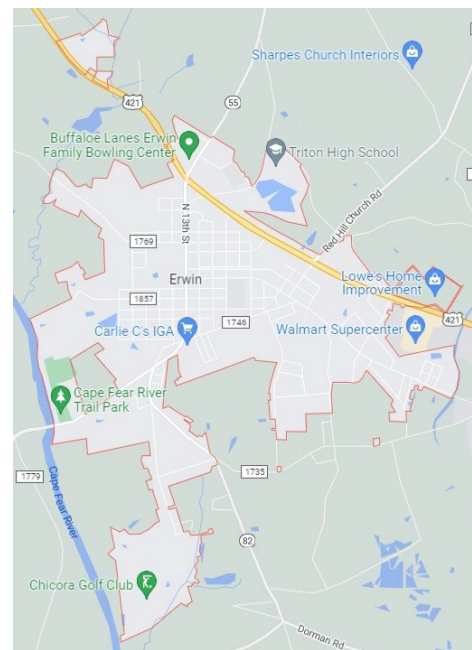 Sharpes Church Interiors
421
55
Buffaloe Lanes Erwin
Family Bowling Center
Triton High School
N 13th St
Red Hill Church Rd
1769
Erwin
Lowe's Home
Improvement
1857
1746
421
Carlie C's IGA
Walmart Supercenter
Cape Fear River
Trail Park
1779
Cape Fear River
1735
82
Chicora Golf Club
Dorman Rd